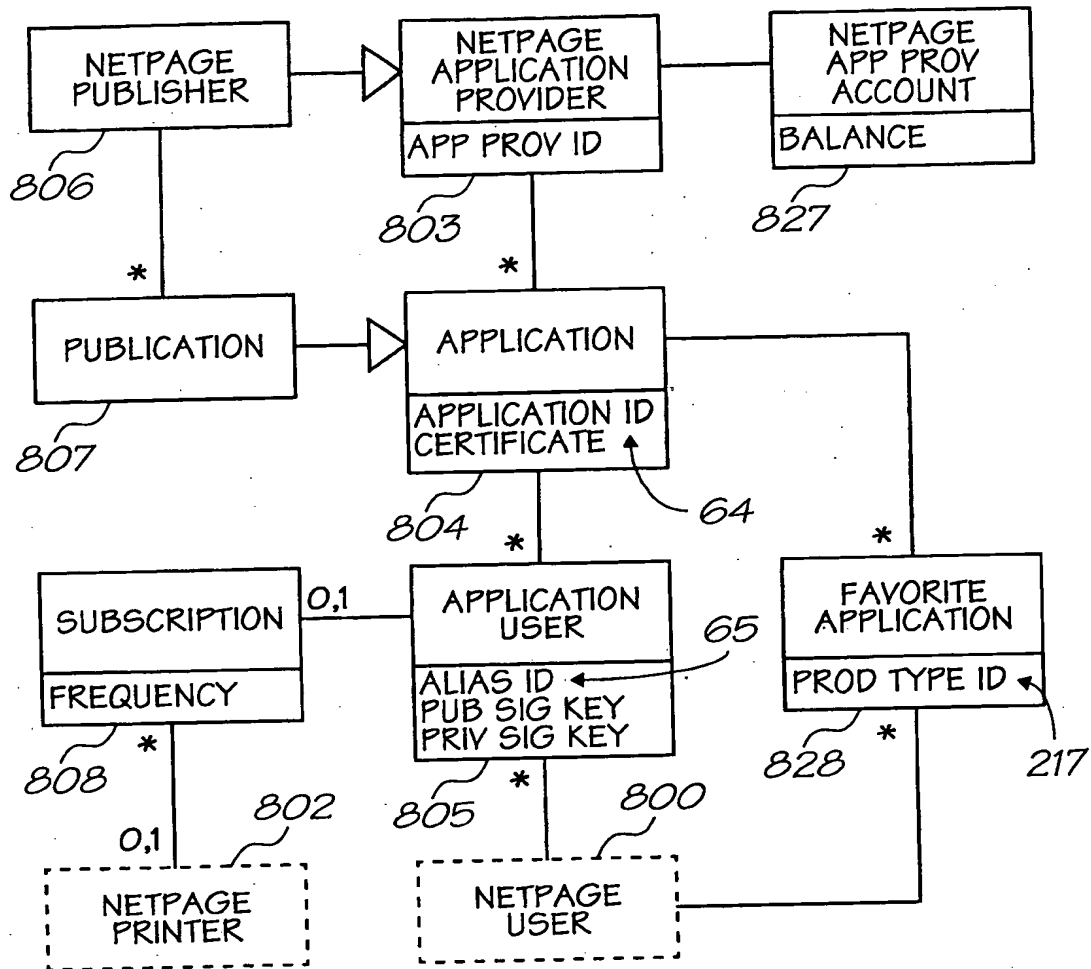 NETPAGE
PUBLISHER
806
NETPAGE
APPLICATION
PROVIDER
APP PROV ID
803
NETPAGE
APP PROV
ACCOUNT
BALANCE
827
*
*
PUBLICATION
807
APPLICATION
APPLICATION ID
CERTIFICATE
804
64
*
*
SUBSCRIPTION
FREQUENCY
808
0,1
APPLICATION
USER
ALIAS ID
PUB SIG KEY
PRIV SIG KEY
805
65
FAVORITE
APPLICATION
PROD TYPE ID
828
217
*
*
*
0,1
802
NETPAGE
PRINTER
800
NETPAGE
USER